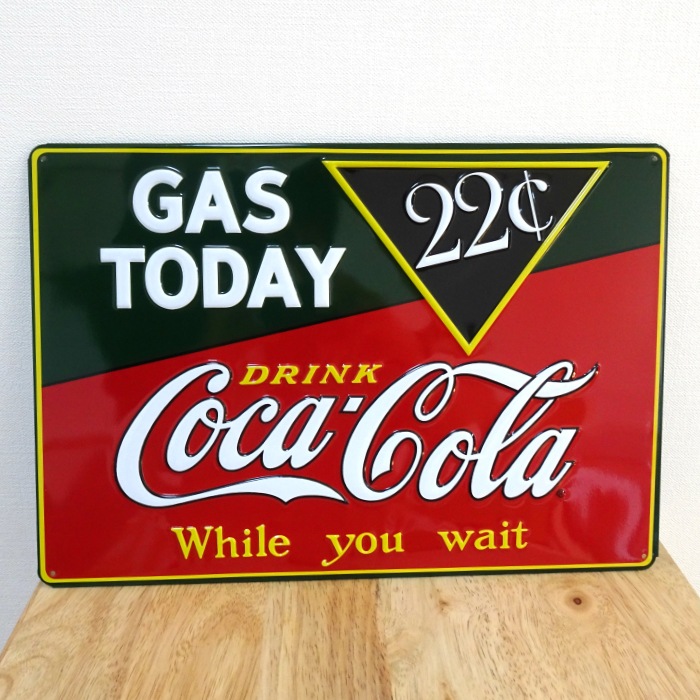 GAS
TODAY
22¢
DRINK
Coca-Cola
While you wait